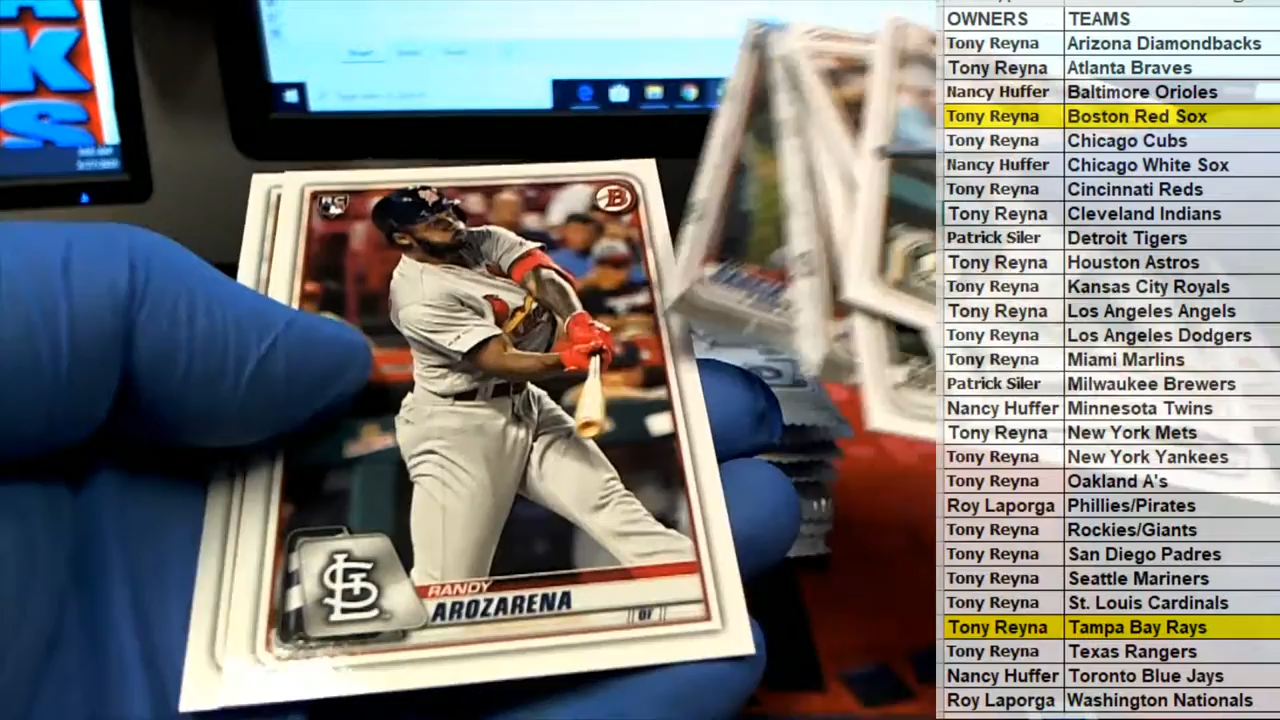 K
S
RC
B
STL
RANDY
AROZARENA
OF
OWNERS TEAMS
Tony Reyna Arizona Diamondbacks
Tony Reyna Atlanta Braves
Nancy Huffer Baltimore Orioles
Tony Reyna Boston Red Sox
Tony Reyna Chicago Cubs
Nancy Huffer Chicago White Sox
Tony Reyna Cincinnati Reds
Tony Reyna Cleveland Indians
Patrick Siler Detroit Tigers
Tony Reyna Houston Astros
Tony Reyna Kansas City Royals
Tony Reyna Los Angeles Angels
Tony Reyna Los Angeles Dodgers
Tony Reyna Miami Marlins
Patrick Siler Milwaukee Brewers
Nancy Huffer Minnesota Twins
Tony Reyna New York Mets
Tony Reyna New York Yankees
Tony Reyna Oakland A's
Roy Laporga Phillies/Pirates
Tony Reyna Rockies/Giants
Tony Reyna San Diego Padres
Tony Reyna Seattle Mariners
Tony Reyna St. Louis Cardinals
Tony Reyna Tampa Bay Rays
Tony Reyna Texas Rangers
Nancy Huffer Toronto Blue Jays
Roy Laporga Washington Nationals